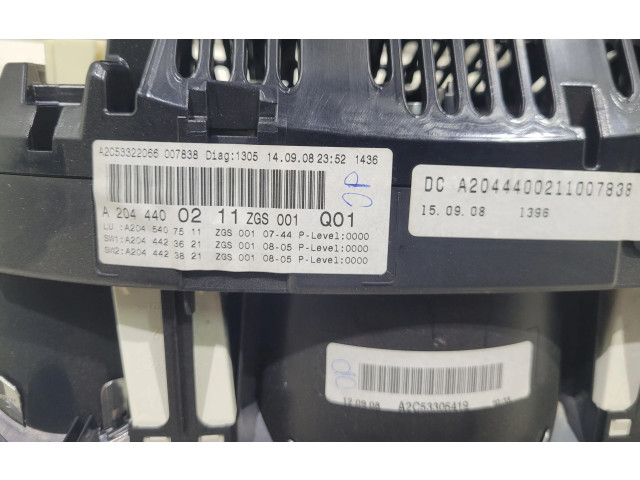 A2C53322066 007838 Diag:1305 14.09.08 23:52 1436
A 204 440 02 11 ZGS 001 Q01
LU :A204 540 75 11 ZGS 001 07-44 P-Level:0000
SW1:A204 442 36 21 ZGS 001 08-05 P-Level:0000
SW2:A204 442 38 21 ZGS 001 08-05 P-Level:0000
DC A2044400211007838
15.09.08 1396
12.09.08 A2C53306419